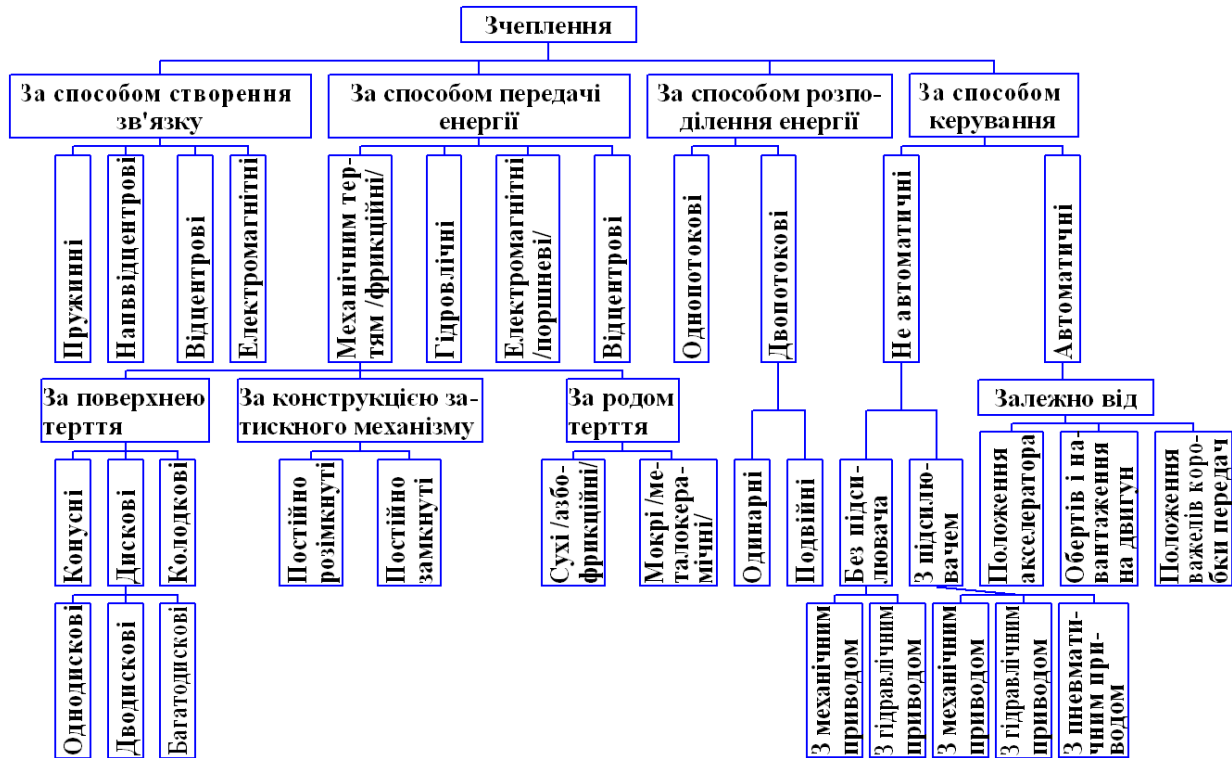 Зчеплення
За способом створення
зв'язку
За способом передачі
енергії
За способом розпо-
ділення енергії
За способом
керування
Пружинні
Напввідцентрові
Відцентрові
Електромагнітні
Механічним тер-
тям /фрикційні/
Гідровлічні
Електромагнітні
/поршневі/
Відцентрові
Однопотокові
Двопотокові
Не автоматичні
Автоматичні
За поверхнею
тертття
За конструкцією за-
тискного механізму
За родом
тертття
Залежно від
Конусні
Дискові
Колодкові
Постійно
розімкнуті
Постійно
замкнуті
Сухі /азбо-
фрикційні/
Мокрі /ме-
талокера-
мічні/
Одинарні
Подвійні
Без підси-
лювача
З підсилю-
вачем
Положення
акселератора
Обертів і на-
вантаження
на двигун
Положення
важелів коро-
бки передач
Однодискові
Дводискові
Багатодискові
З механічним
приводом
З гідравлічним
приводом
З механічним
приводом
З гідравлічним
приводом
З пневмати-
чним при-
водом